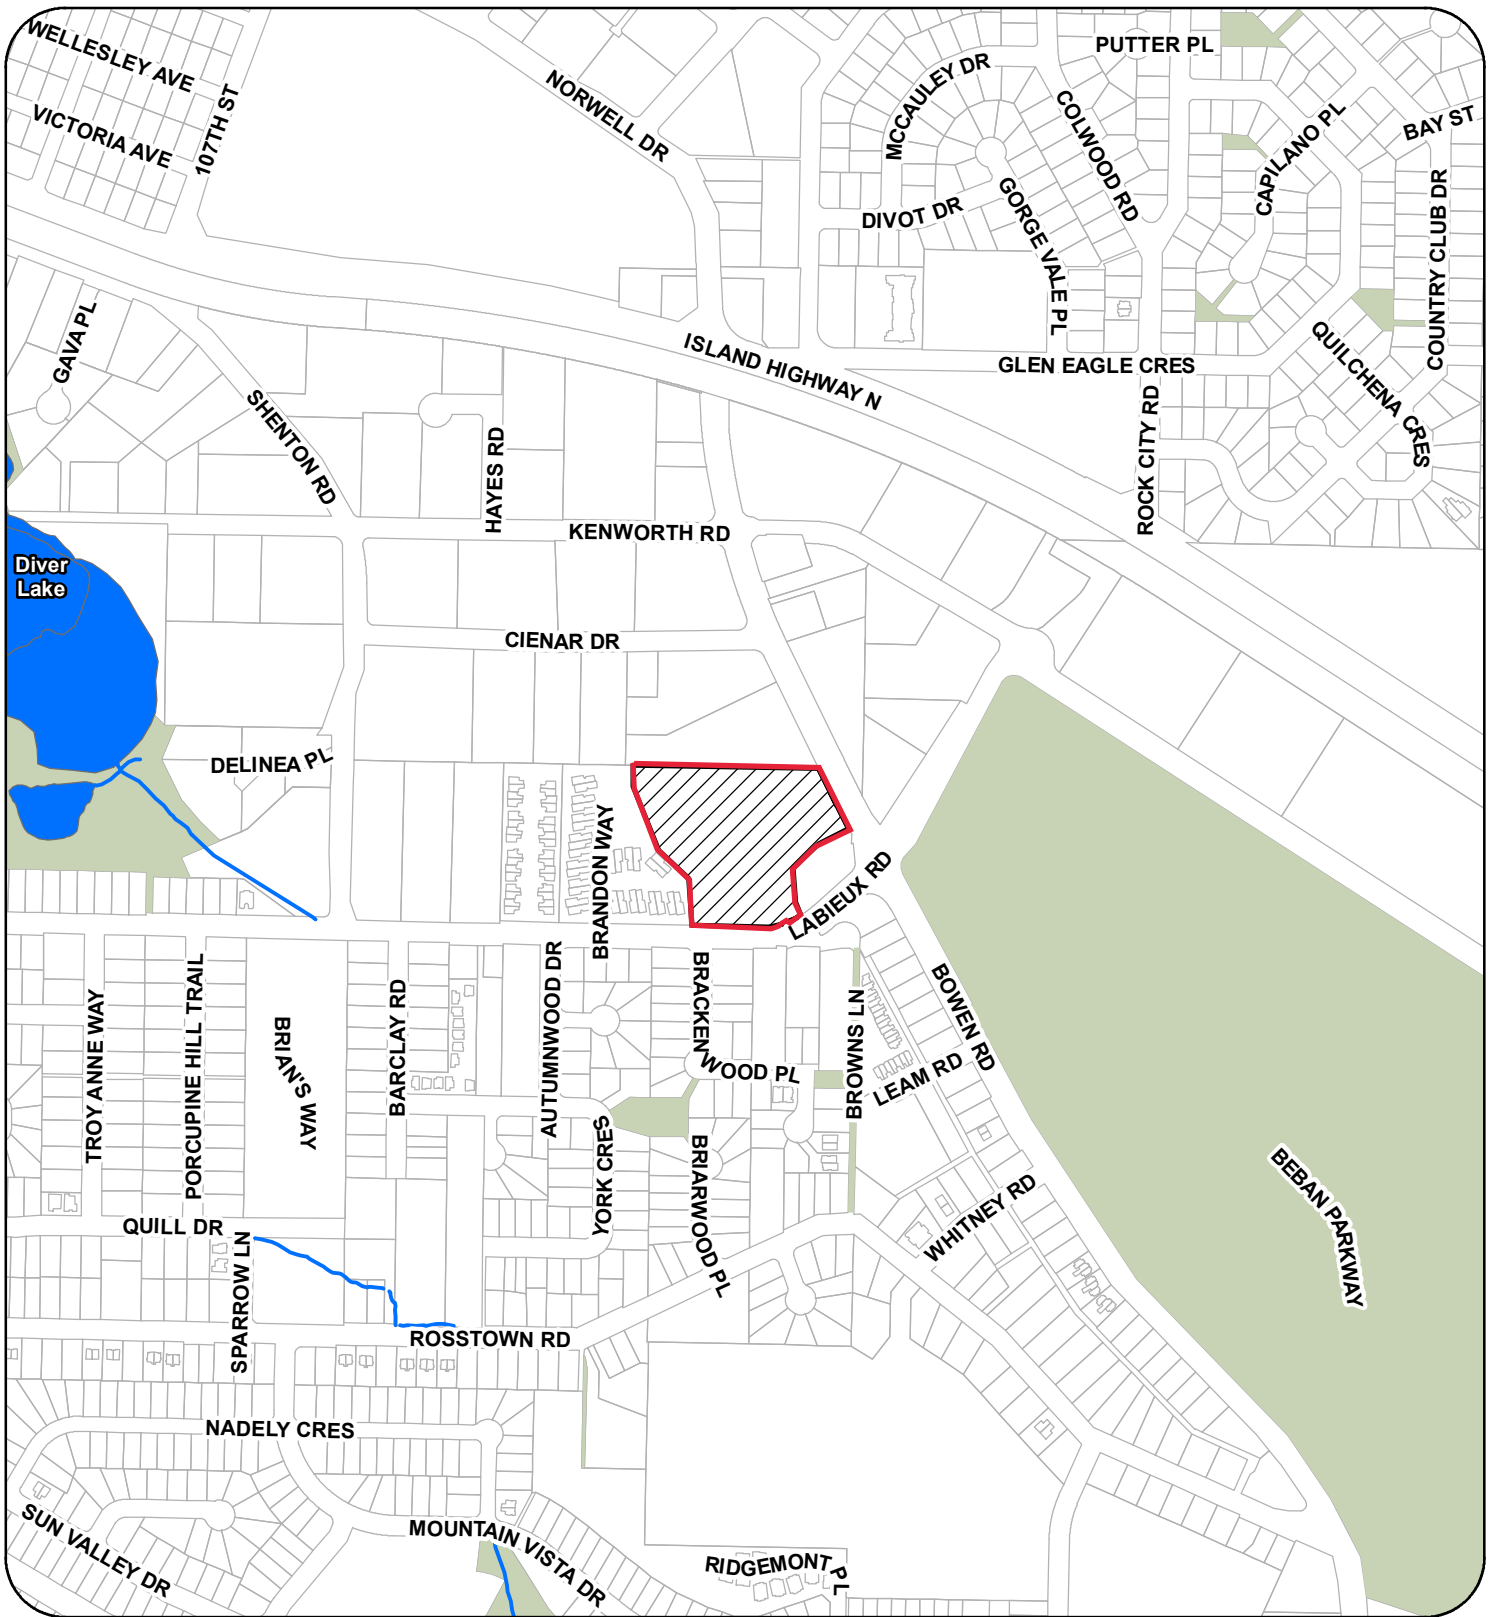 WELLESLEY AVE
VICTORIA AVE
107TH ST
NORWELL DR
MCCAULEY DR
PUTTER PL
COLWOOD RD
CAPILANO PL
BAY ST
DIVOT DR
GORGE VALE PL
COUNTRY CLUB DR
GAVA PL
SHENTON RD
ISLAND HIGHWAY N
GLEN EAGLE CRES
QUILCHENA CRES
ROCK CITY RD
HAYES RD
KENWORTH RD
Diver
Lake
CIENAR DR
DELINEA PL
BRANDON WAY
LABIEUX RD
TROY ANNE WAY
PORCUPINE HILL TRAIL
BRIAN'S WAY
BARCLAY RD
AUTUMNWOOD DR
BRACKEN
WOOD PL
BROWNS LN
BOWEN RD
LEAM RD
YORK CRES
BRIARWOOD PL
WHITNEY RD
BEBAN PARKWAY
QUILL DR
SPARROW LN
ROSSTOWN RD
NADELY CRES
SUN VALLEY DR
MOUNTAIN VISTA DR
RIDGEMONT PL